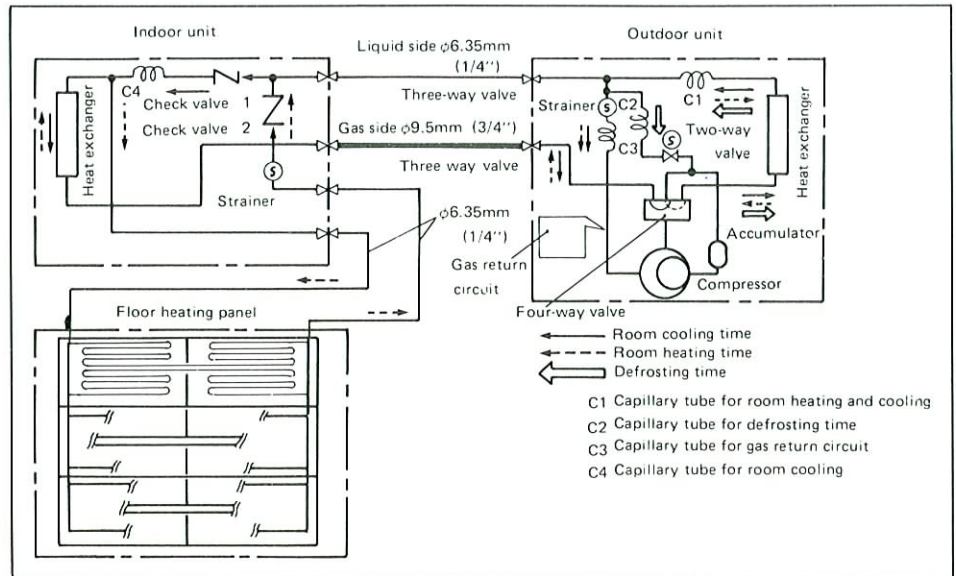 Indoor unit
Liquid side φ6.35mm
(1/4'')
Outdoor unit
C4
Check valve 1
Check valve 2
Three-way valve
Gas side φ9.5mm (3/4'')
Three way valve
Strainer
Heat exchanger
Strainer
S
C2
C3
S
C1
Two-way
valve
Heat exchanger
S
φ6.35mm
(1/4'')
Gas return
circuit
Accumulator
Compressor
Four-way valve
Floor heating panel
Room cooling time
Room heating time
Defrosting time
C1 Capillary tube for room heating and cooling
C2 Capillary tube for defrosting time
C3 Capillary tube for gas return circuit
C4 Capillary tube for room cooling